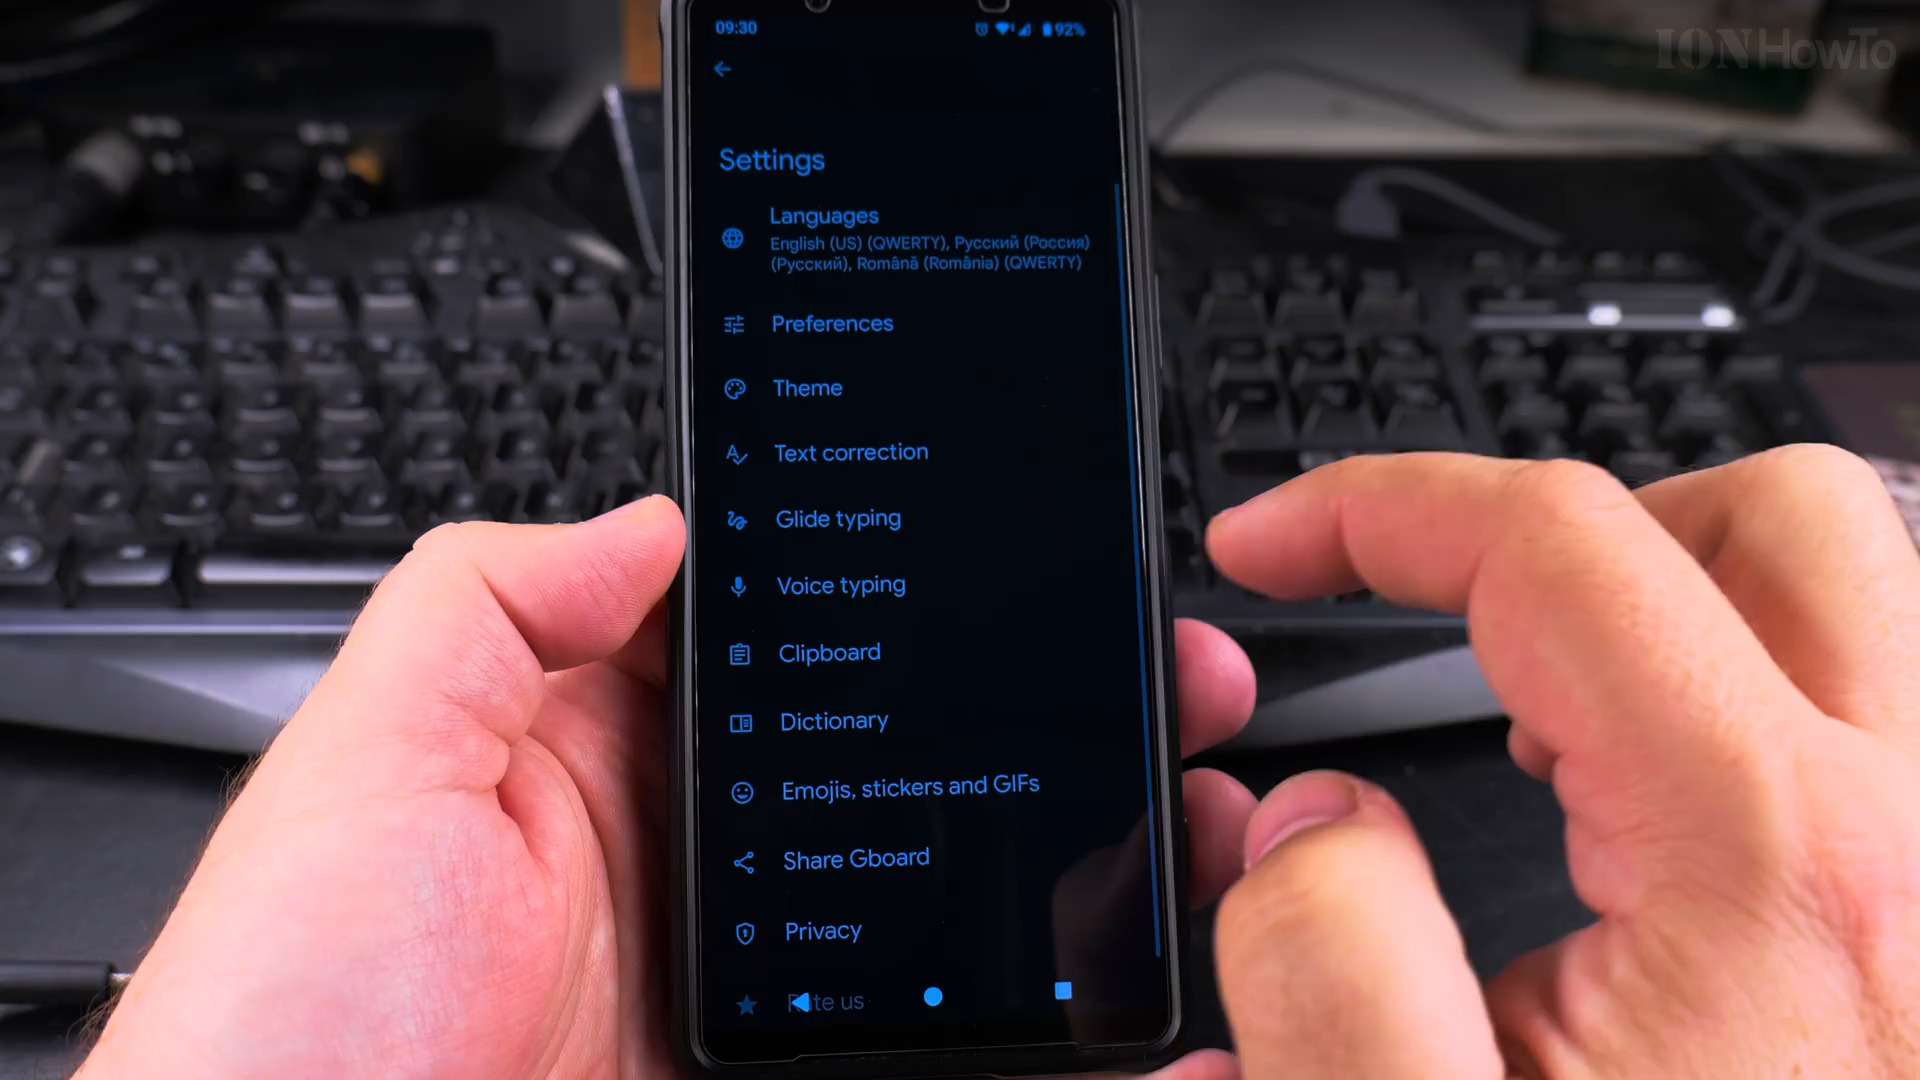 09:30
92%
IONHowTo
Settings
Languages
English (US) (QWERTY), Русский (Россия)
(Русский), Română (România) (QWERTY)
Preferences
Theme
Text correction
Glide typing
Voice typing
Clipboard
Dictionary
Emojis, stickers and GIFs
Share Gboard
Privacy
Rate us